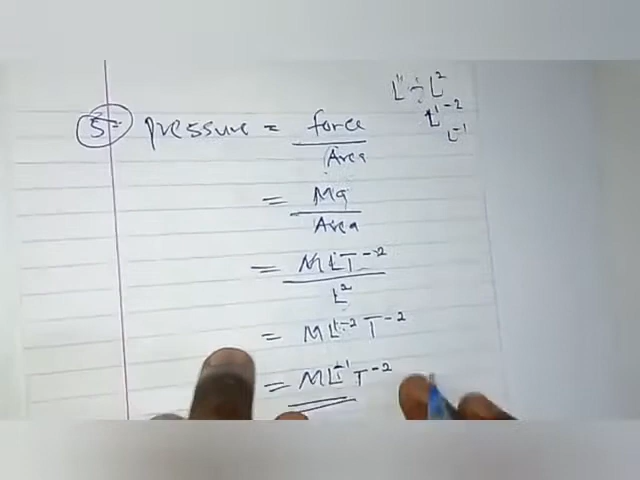 L¹ ÷ L²
L¹⁻²
L⁻¹
5 = pressure = force
Area
= Ma
Area
= MLT⁻²
L²
= ML¹⁻² T⁻²
= ML⁻¹ T⁻²